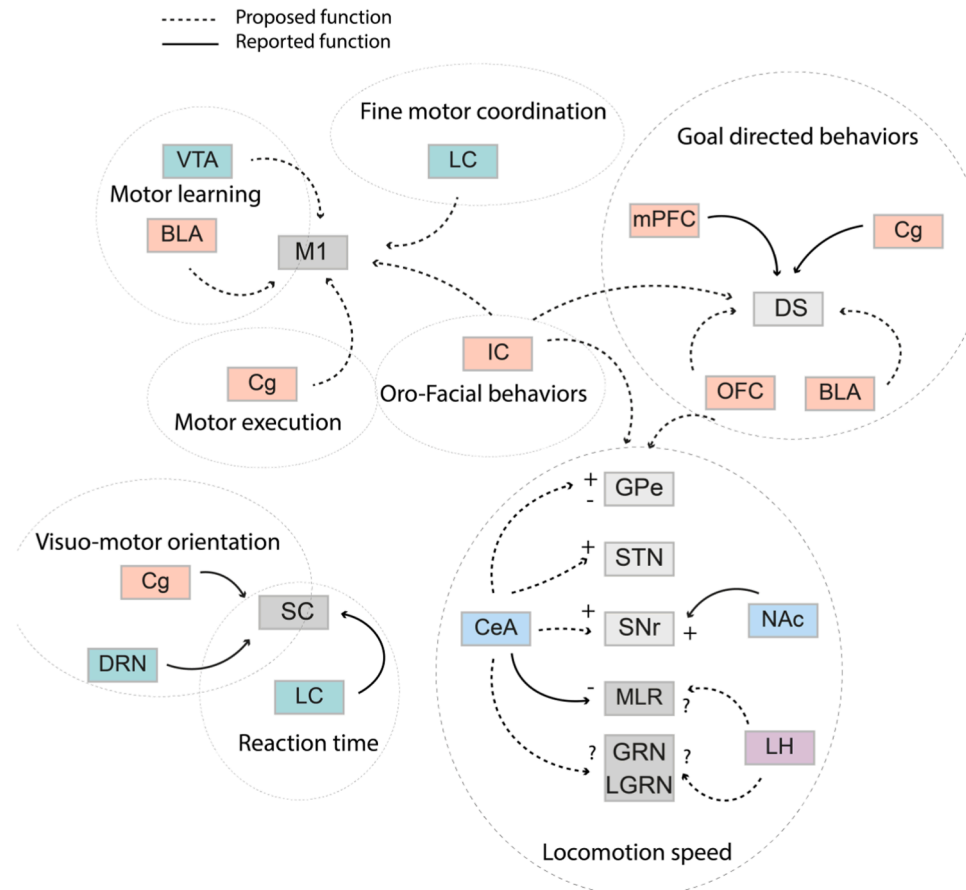 Proposed function
Reported function
Fine motor coordination
LC
Goal directed behaviors
VTA
Motor learning
BLA
M1
mPFC
Cg
DS
IC
Oro-Facial behaviors
OFC
BLA
Cg
Motor execution
+
-
GPe
+
STN
Visuo-motor orientation
Cg
SC
DRN
LC
Reaction time
CeA
+
SNr
+
NAc
-
MLR
?
LH
?
GRN
LGRN
?
Locomotion speed